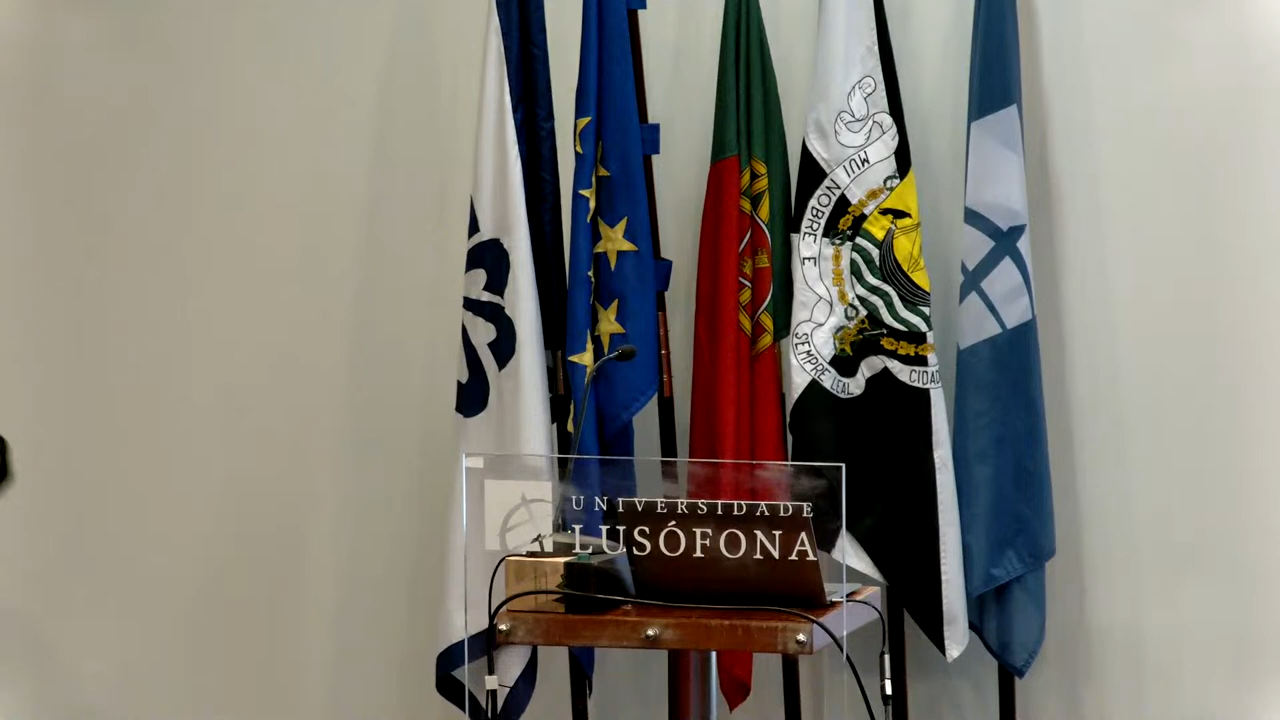 MUI NOBRE E
SEMPRE LEAL
CIDAD
UNIVERSIDADE
LUSÓFONA